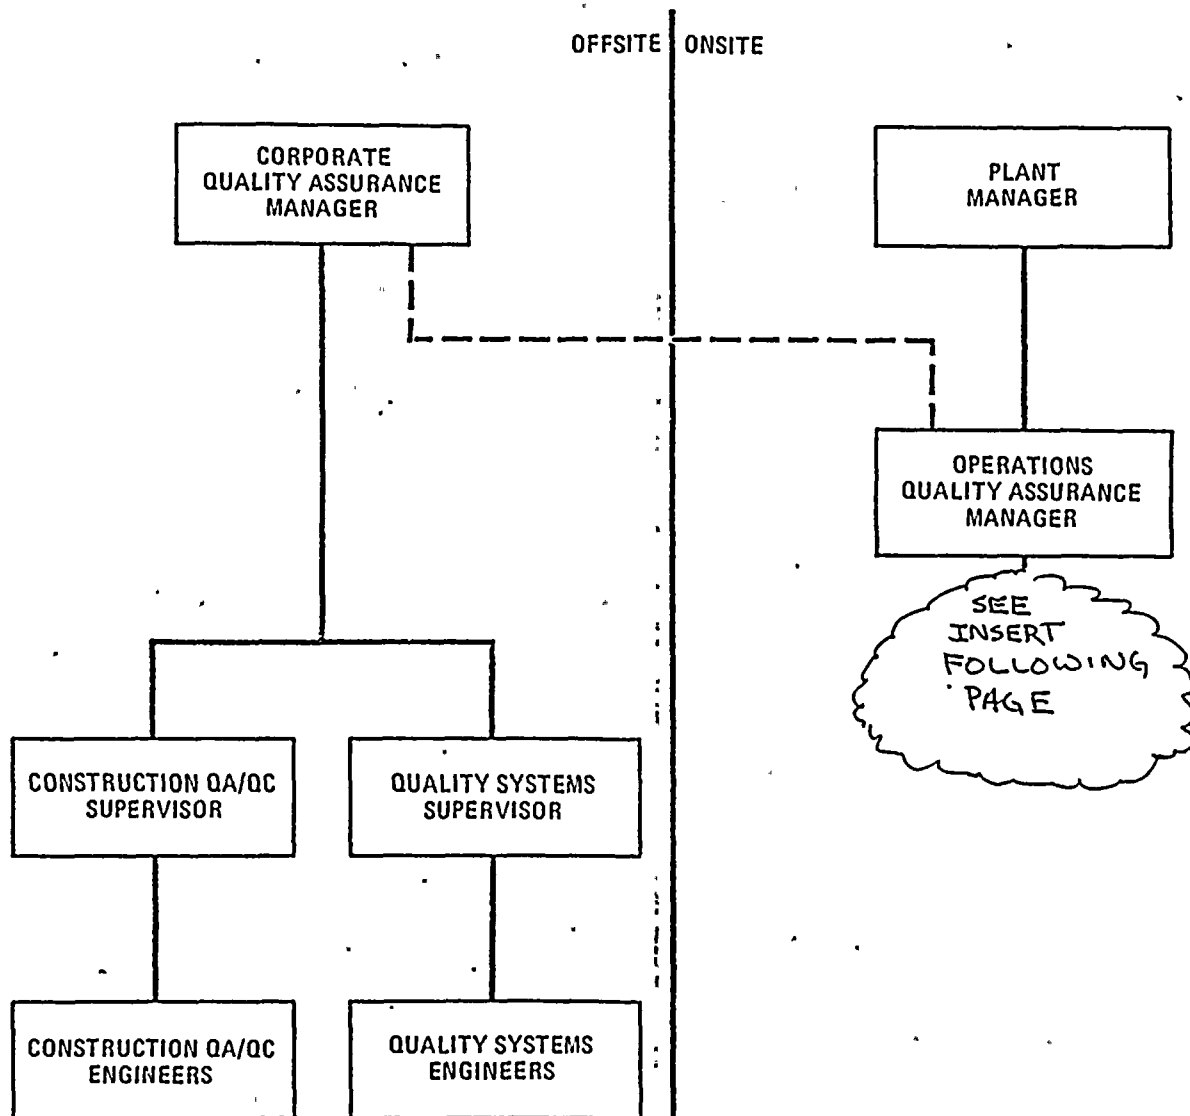 OFFSITE ONSITE
CORPORATE
QUALITY ASSURANCE
MANAGER
PLANT
MANAGER
OPERATIONS
QUALITY ASSURANCE
MANAGER
SEE
INSERT
FOLLOWING
PAGE
CONSTRUCTION QA/QC
SUPERVISOR
QUALITY SYSTEMS
SUPERVISOR
CONSTRUCTION QA/QC
ENGINEERS
QUALITY SYSTEMS
ENGINEERS